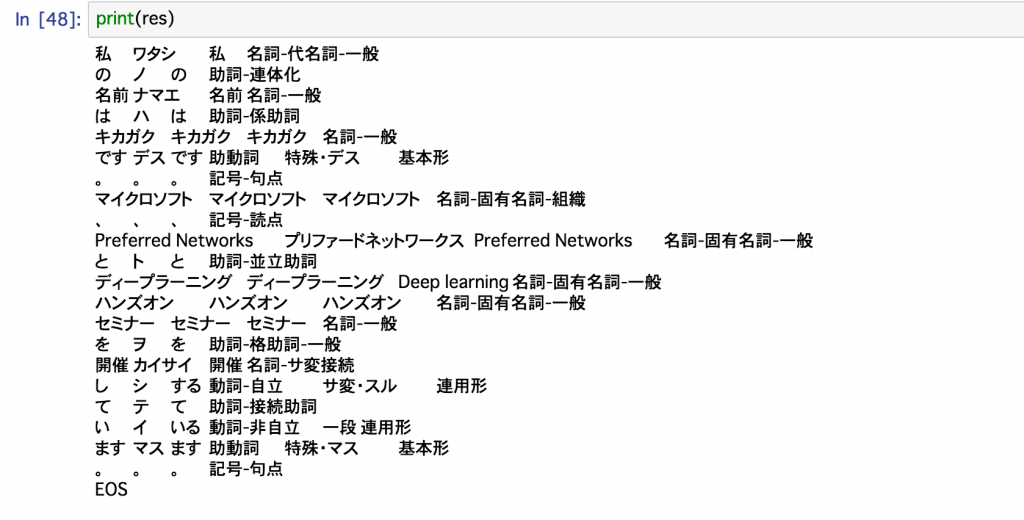 In [48]: print(res)
私 ワタシ 私 名詞-代名詞-一般
の ノ の 助詞-連体化
名前 ナマエ 名前 名詞-一般
は ハ は 助詞-係助詞
キカガク キカガク キカガク 名詞-一般
です デス です 助動詞 特殊・デス 基本形
。 。 。 記号-句点
マイクロソフト マイクロソフト マイクロソフト 名詞-固有名詞-組織
、 、 、 記号-読点
Preferred Networks プリファードネットワークス Preferred Networks 名詞-固有名詞-一般
と ト と 助詞-並立助詞
ディープラーニング ディープラーニング Deep learning 名詞-固有名詞-一般
ハンズオン ハンズオン ハンズオン 名詞-固有名詞-一般
セミナー セミナー セミナー 名詞-一般
を ヲ を 助詞-格助詞-一般
開催 カイサイ 開催 名詞-サ変接続
し シ する 動詞-自立 サ変・スル 連用形
て テ て 助詞-接続助詞
い イ いる 動詞-非自立 一段 連用形
ます マス ます 助動詞 特殊・マス 基本形
。 。 。 記号-句点
EOS